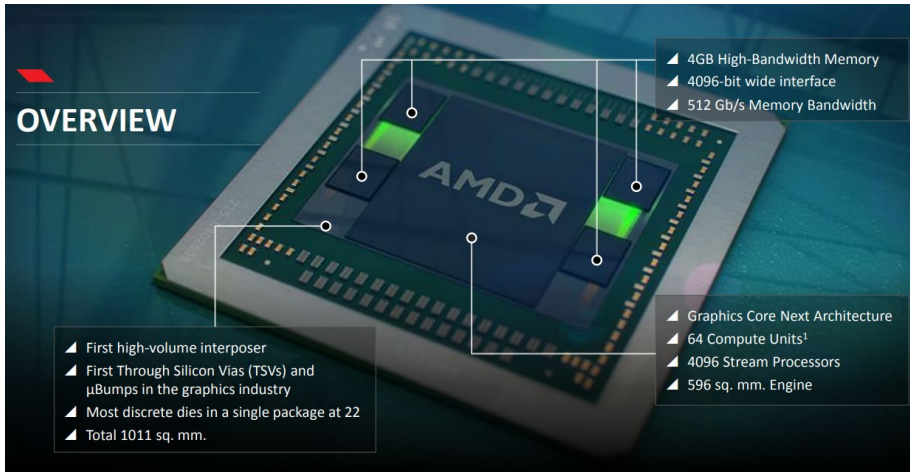 OVERVIEW
4GB High-Bandwidth Memory
4096-bit wide interface
512 Gb/s Memory Bandwidth
AMD
Graphics Core Next Architecture
64 Compute Units¹
4096 Stream Processors
596 sq. mm. Engine
First high-volume interposer
First Through Silicon Vias (TSVs) and
µBumps in the graphics industry
Most discrete dies in a single package at 22
Total 1011 sq. mm.